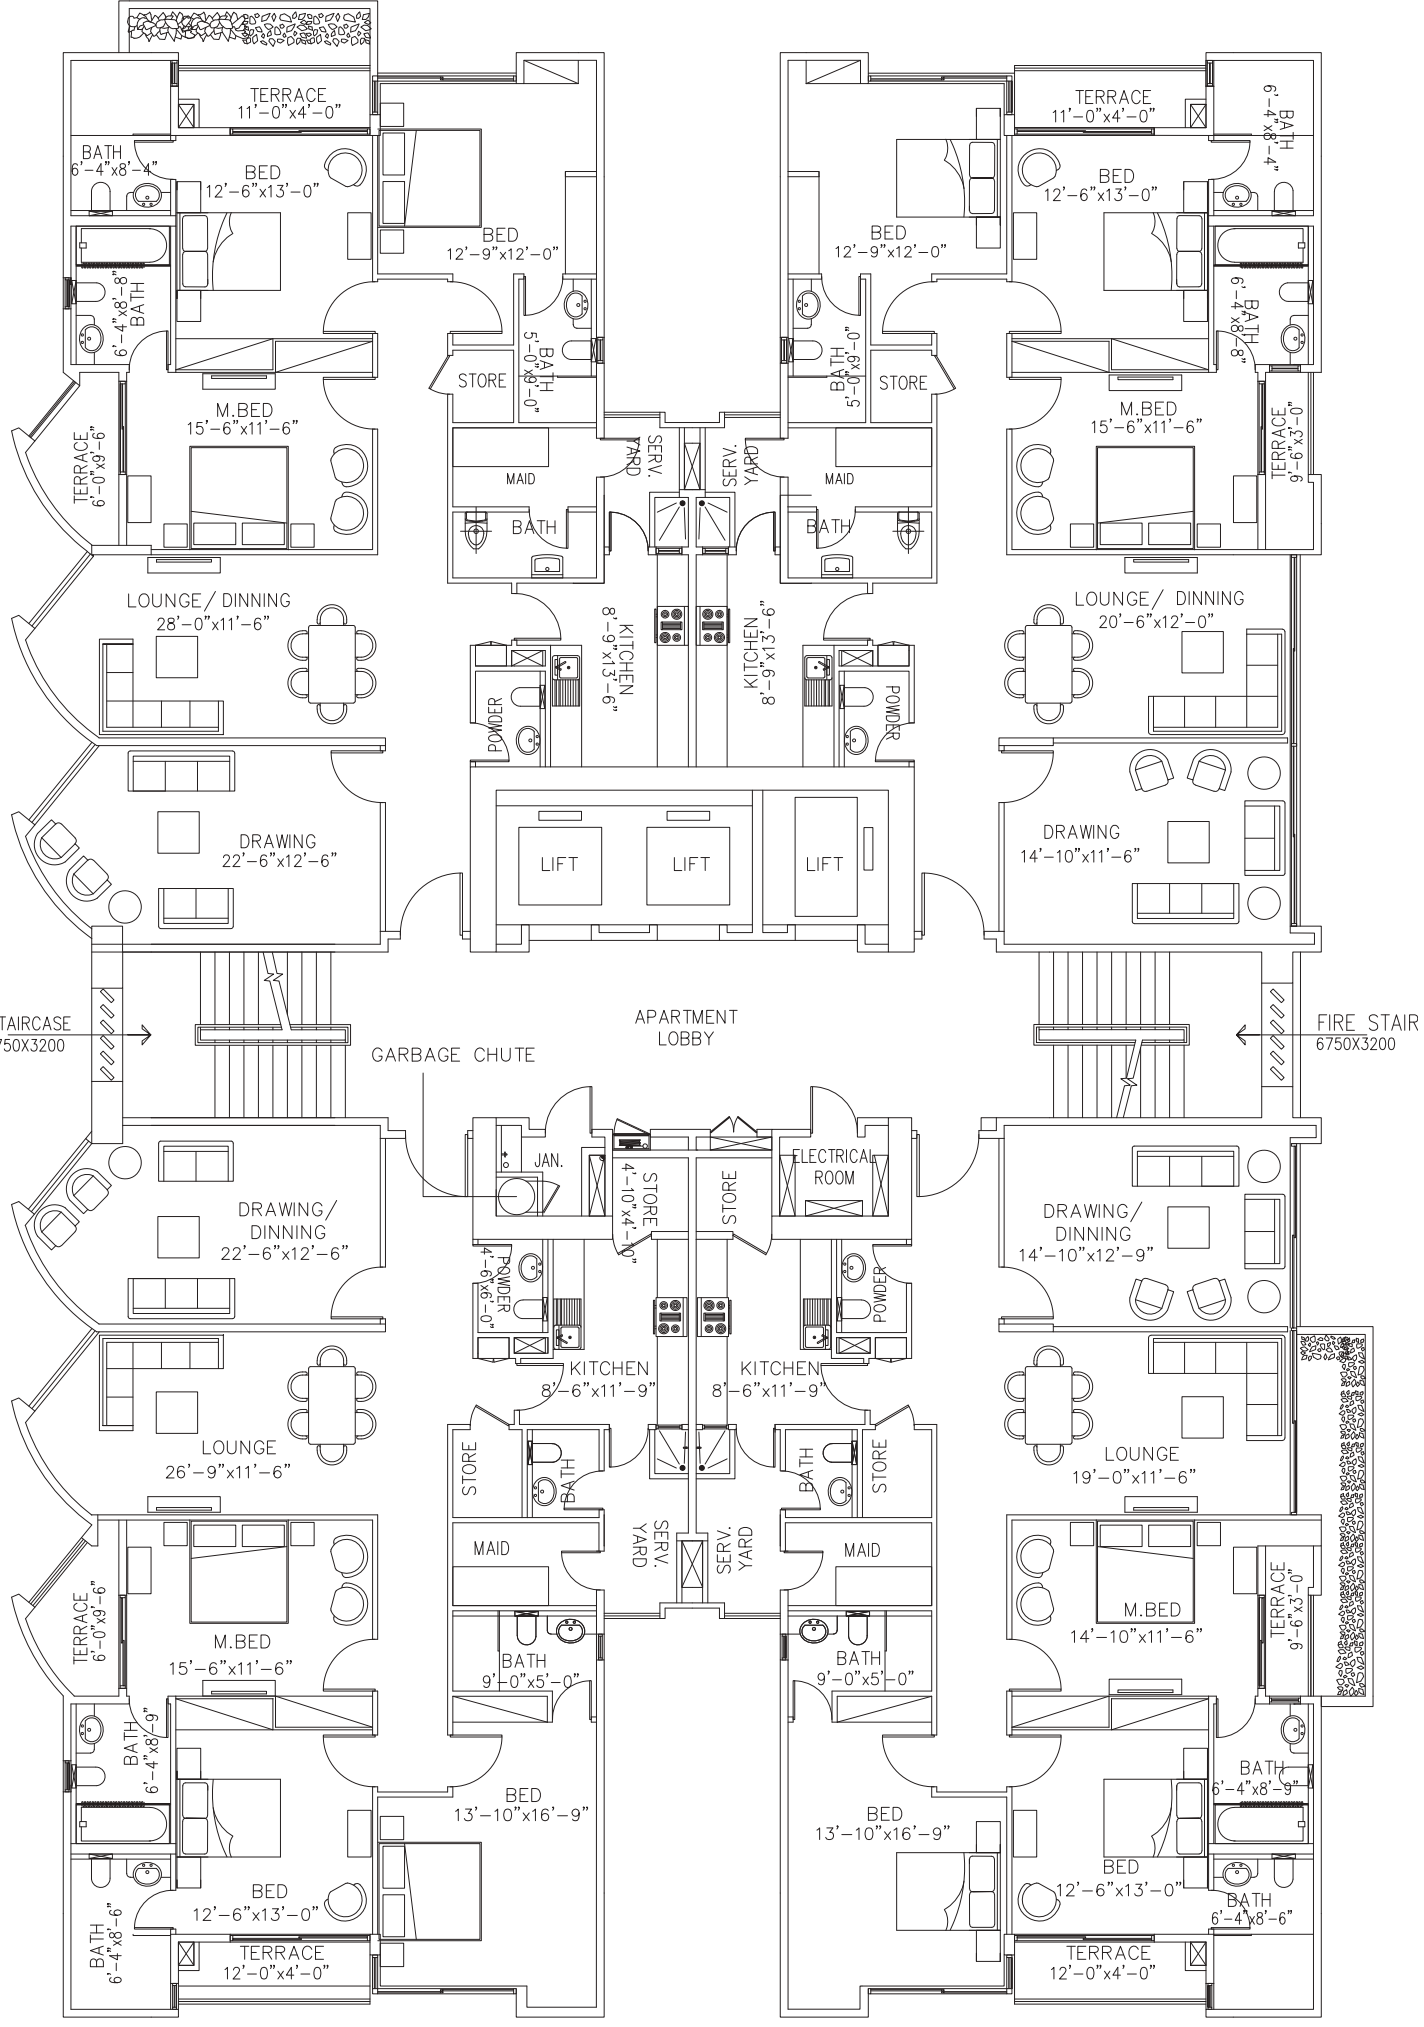 TERRACE
11'-0"x4'-0"
TERRACE
11'-0"x4'-0"
BATH
6'-4"x8'-4"
BATH
6'-4"x8'-4"
BED
12'-6"x13'-0"
BED
12'-9"x12'-0"
BED
12'-9"x12'-0"
BED
12'-6"x13'-0"
BATH
6'-4"x8'-8"
BATH
5'-0"x9'-0"
BATH
5'-0"x9'-0"
BATH
6'-4"x8'-8"
STORE
STORE
M.BED
15'-6"x11'-6"
M.BED
15'-6"x11'-6"
TERRACE
6'-0"x9'-6"
SERV.
YARD
SERV.
YARD
TERRACE
9'-6"x3'-0"
MAID
MAID
BATH
BATH
LOUNGE/ DINNING
28'-0"x11'-6"
KITCHEN
8'-9"x13'-6"
KITCHEN
8'-9"x13'-6"
LOUNGE/ DINNING
20'-6"x12'-0"
POWDER
POWDER
DRAWING
22'-6"x12'-6"
LIFT
LIFT
LIFT
DRAWING
14'-10"x11'-6"
TAIRCASE
750X3200
APARTMENT
LOBBY
FIRE STAIR
6750X3200
GARBAGE CHUTE
JAN.
STORE
4'-10"x4'-10"
STORE
ELECTRICAL
ROOM
DRAWING/
DINNING
22'-6"x12'-6"
DRAWING/
DINNING
14'-10"x12'-9"
POWDER
4'-6"x6'-0"
POWDER
KITCHEN
8'-6"x11'-9"
KITCHEN
8'-6"x11'-9"
LOUNGE
26'-9"x11'-6"
LOUNGE
19'-0"x11'-6"
STORE
BATH
BATH
STORE
SERV.
YARD
SERV.
YARD
MAID
MAID
TERRACE
6'-0"x9'-6"
M.BED
15'-6"x11'-6"
M.BED
14'-10"x11'-6"
TERRACE
9'-6"x3'-0"
BATH
9'-0"x5'-0"
BATH
9'-0"x5'-0"
BATH
6'-4"x8'-9"
BATH
6'-4"x8'-9"
BED
13'-10"x16'-9"
BED
13'-10"x16'-9"
BED
12'-6"x13'-0"
BED
12'-6"x13'-0"
BATH
6'-4"x8'-6"
BATH
6'-4"x8'-6"
TERRACE
12'-0"x4'-0"
TERRACE
12'-0"x4'-0"